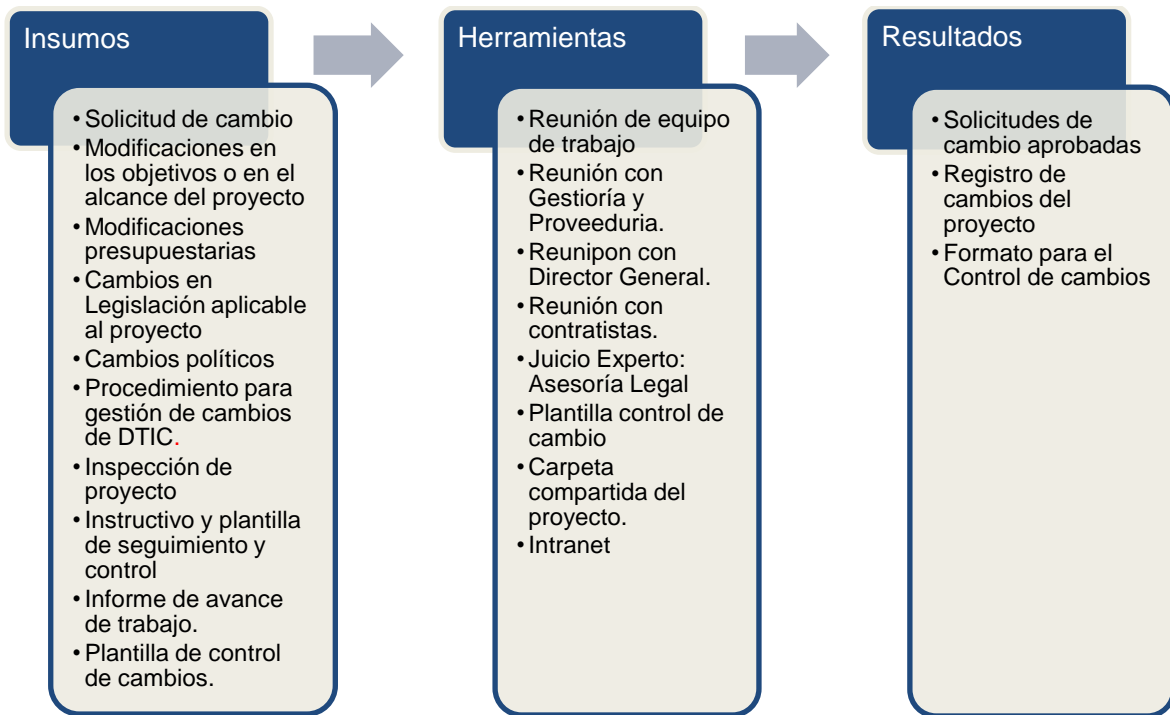 Insumos
• Solicitud de cambio
• Modificaciones en
los objetivos o en el
alcance del proyecto
• Modificaciones
presupuestarias
• Cambios en
Legislación aplicable
al proyecto
• Cambios políticos
• Procedimiento para
gestión de cambios
de DTIC.
• Inspección de
proyecto
• Instructivo y plantilla
de seguimiento y
control
• Informe de avance
de trabajo.
• Plantilla de control
de cambios.
Herramientas
• Reunión de equipo
de trabajo
• Reunión con
Gestioría y
Proveeduria.
• Reunipon con
Director General.
• Reunión con
contratistas.
• Juicio Experto:
Asesoría Legal
• Plantilla control de
cambio
• Carpeta
compartida del
proyecto.
• Intranet
Resultados
• Solicitudes de
cambio aprobadas
• Registro de
cambios del
proyecto
• Formato para el
Control de cambios